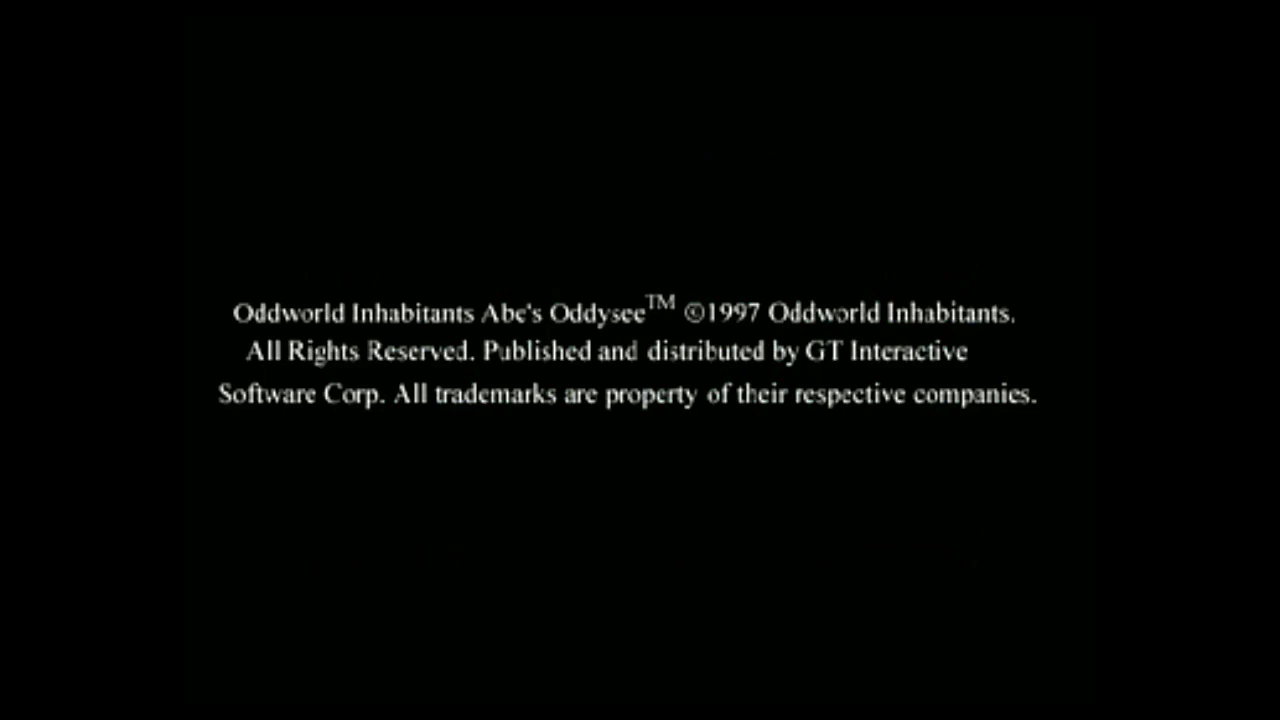 Oddworld Inhabitants Abe's Oddysee™ ©1997 Oddworld Inhabitants.
All Rights Reserved. Published and distributed by GT Interactive
Software Corp. All trademarks are property of their respective companies.